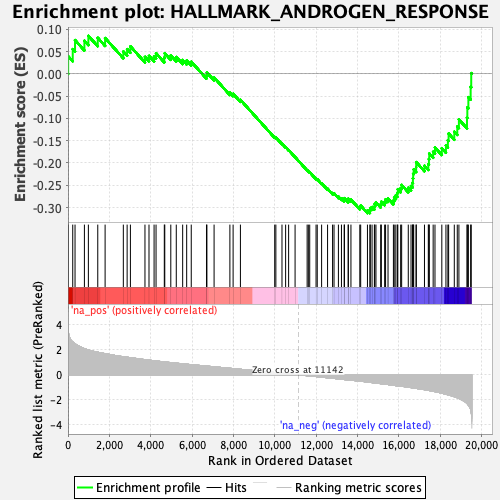 Enrichment plot: HALLMARK_ANDROGEN_RESPONSE
Enrichment score (ES)
0.10
0.05
0.00
-0.05
-0.10
-0.15
-0.20
-0.25
-0.30
'na_pos' (positively correlated)
Ranked list metric (PreRanked)
4
2
0
-2
-4
Zero cross at 11142
'na_neg' (negatively correlated)
0
2,000
4,000
6,000
8,000
10,000
12,000
14,000
16,000
18,000
20,000
Rank in Ordered Dataset
Enrichment profile
Hits
Ranking metric scores